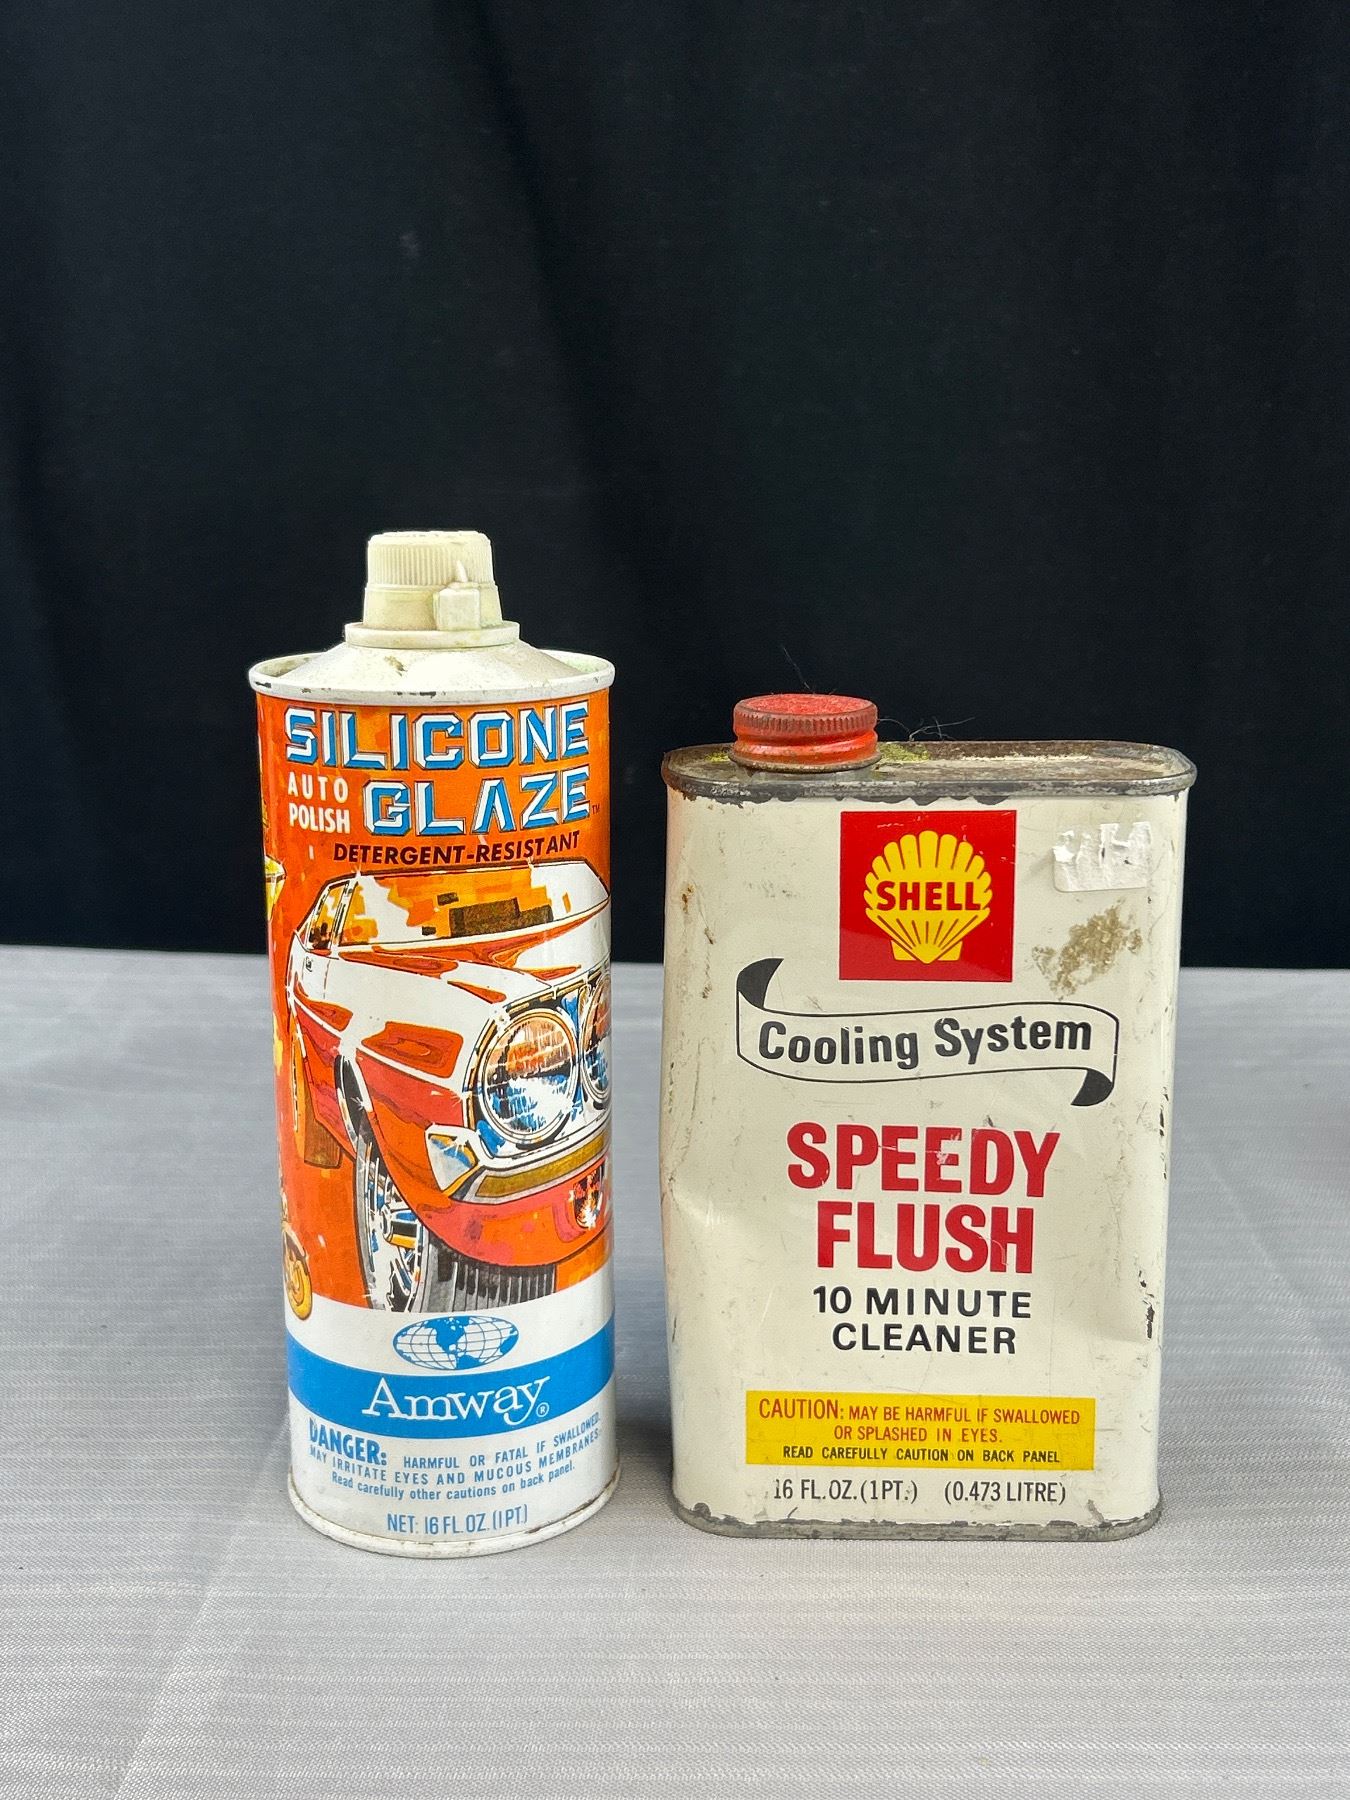 SILICONE
AUTO
POLISH
GLAZE™
DETERGENT-RESISTANT
Amway®
DANGER: HARMFUL OR FATAL IF SWALLOWED.
MAY IRRITATE EYES AND MUCOUS MEMBRANES.
Read carefully other cautions on back panel.
NET: 16 FL. OZ. (1 PT.)
SHELL
Cooling System
SPEEDY
FLUSH
10 MINUTE
CLEANER
CAUTION: MAY BE HARMFUL IF SWALLOWED
OR SPLASHED IN EYES.
READ CAREFULLY CAUTION ON BACK PANEL
16 FL.OZ.(1PT.) (0.473 LITRE)